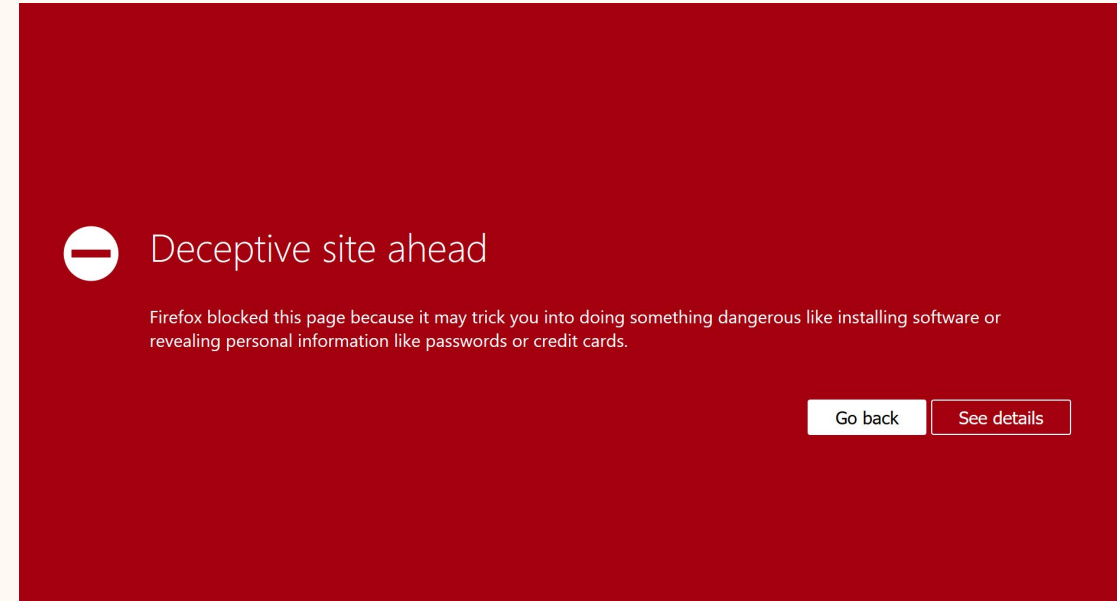 Deceptive site ahead
Firefox blocked this page because it may trick you into doing something dangerous like installing software or
revealing personal information like passwords or credit cards.
Go back
See details